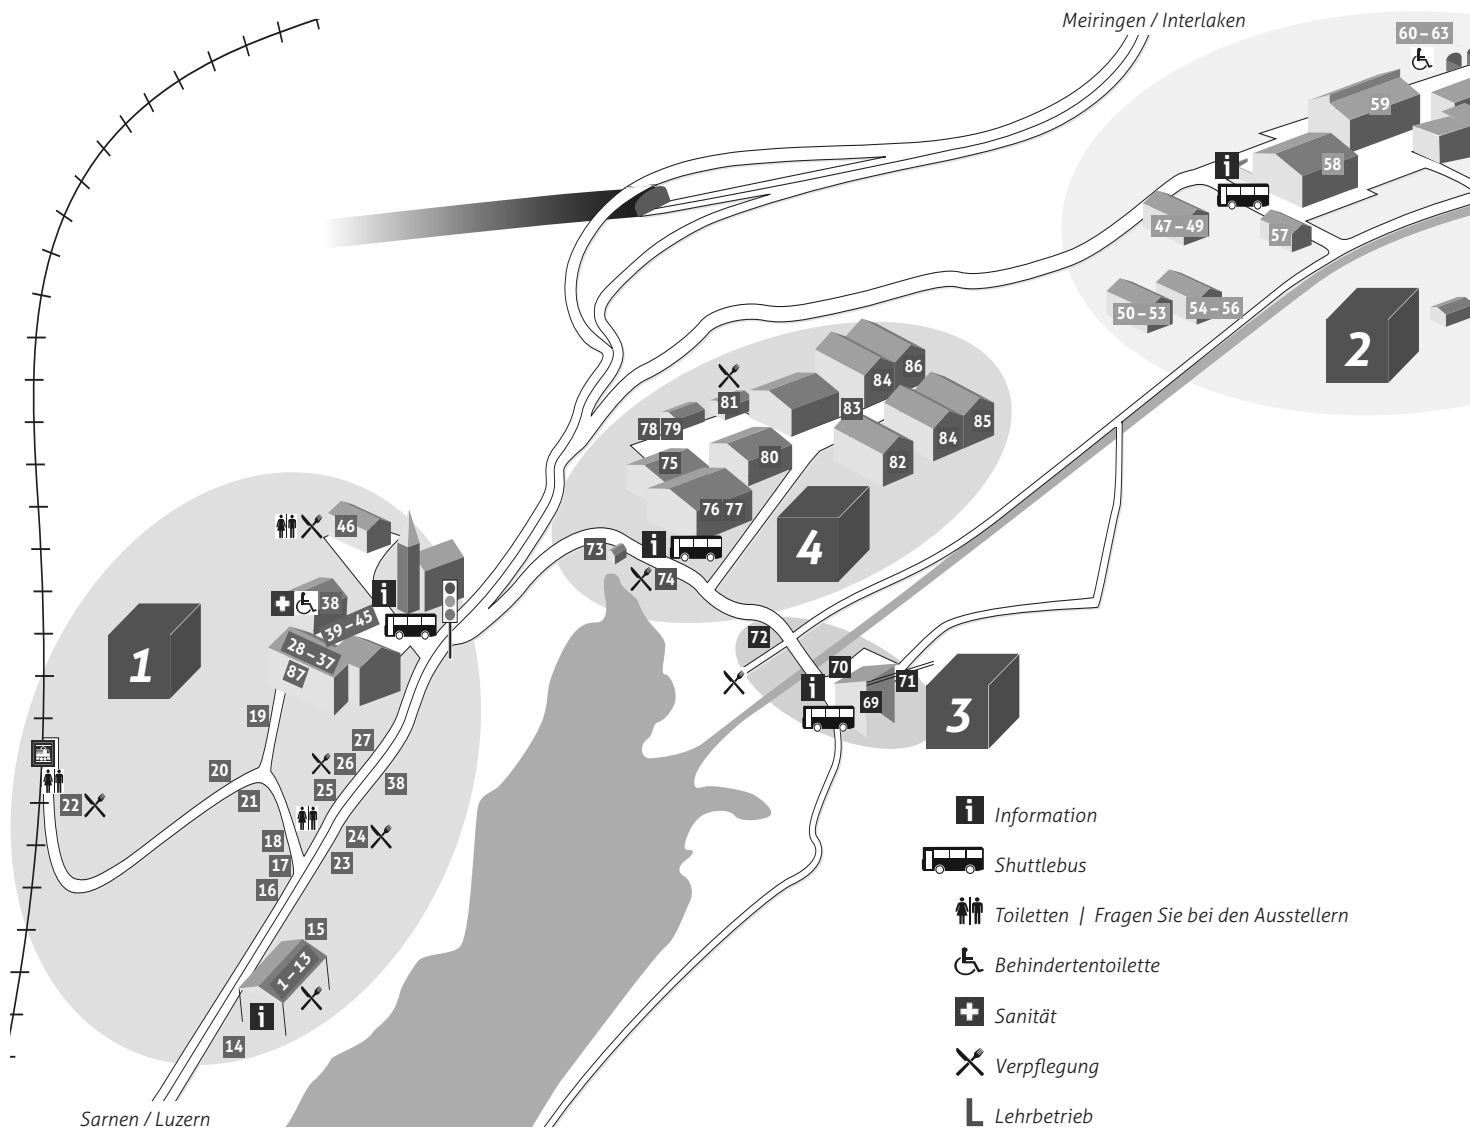 Meiringen / Interlaken
60 – 63
59
58
47 – 49
57
50 – 53
54 – 56
2
86
84
81
83
78 79
85
84
75
80
82
76 77
46
4
73
i
74
38
39 – 45
28 – 37
87
1
72
70
71
69
3
19
27
20
26
38
21
25
22
24
18
23
17
16
15
1 – 13
14
i Information
Shuttlebus
Toiletten | Fragen Sie bei den Ausstellern
Behindertentoilette
Sanität
Verpflegung
L Lehrbetrieb
Sarnen / Luzern